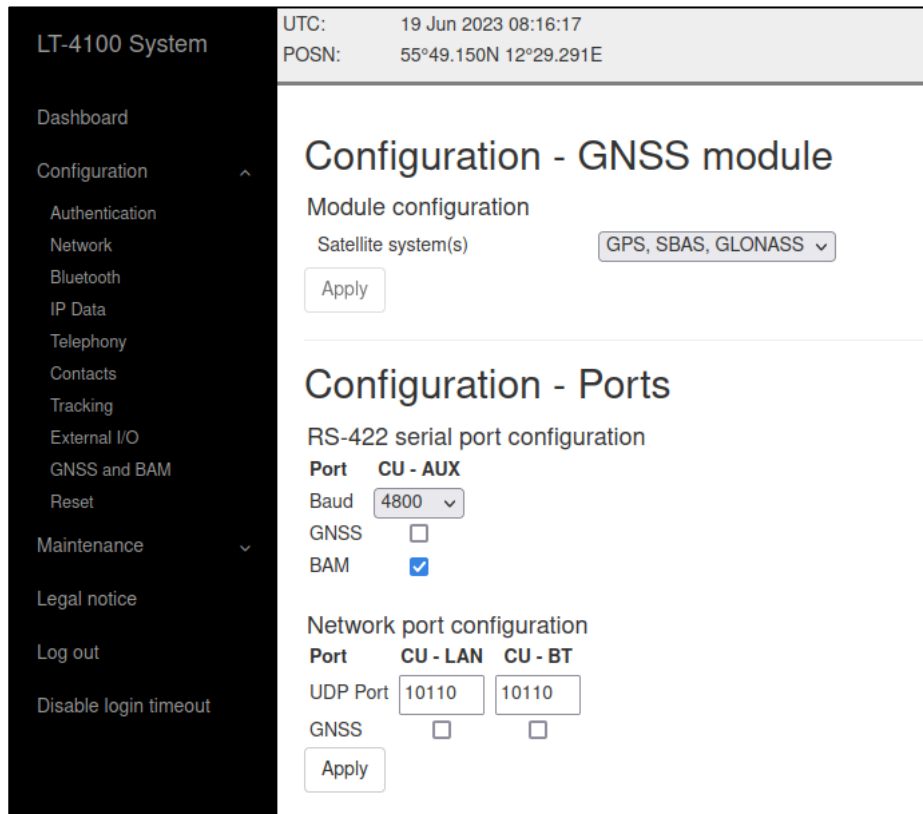 LT-4100 System
Dashboard
Configuration
Authentication
Network
Bluetooth
IP Data
Telephony
Contacts
Tracking
External I/O
GNSS and BAM
Reset
Maintenance
Legal notice
Log out
Disable login timeout
UTC: 19 Jun 2023 08:16:17
POSN: 55°49.150N 12°29.291E
Configuration - GNSS module
Module configuration
Satellite system(s) GPS, SBAS, GLONASS
Apply
Configuration - Ports
RS-422 serial port configuration
Port CU - AUX
Baud 4800
GNSS
BAM
Network port configuration
Port CU - LAN CU - BT
UDP Port 10110 10110
GNSS
Apply